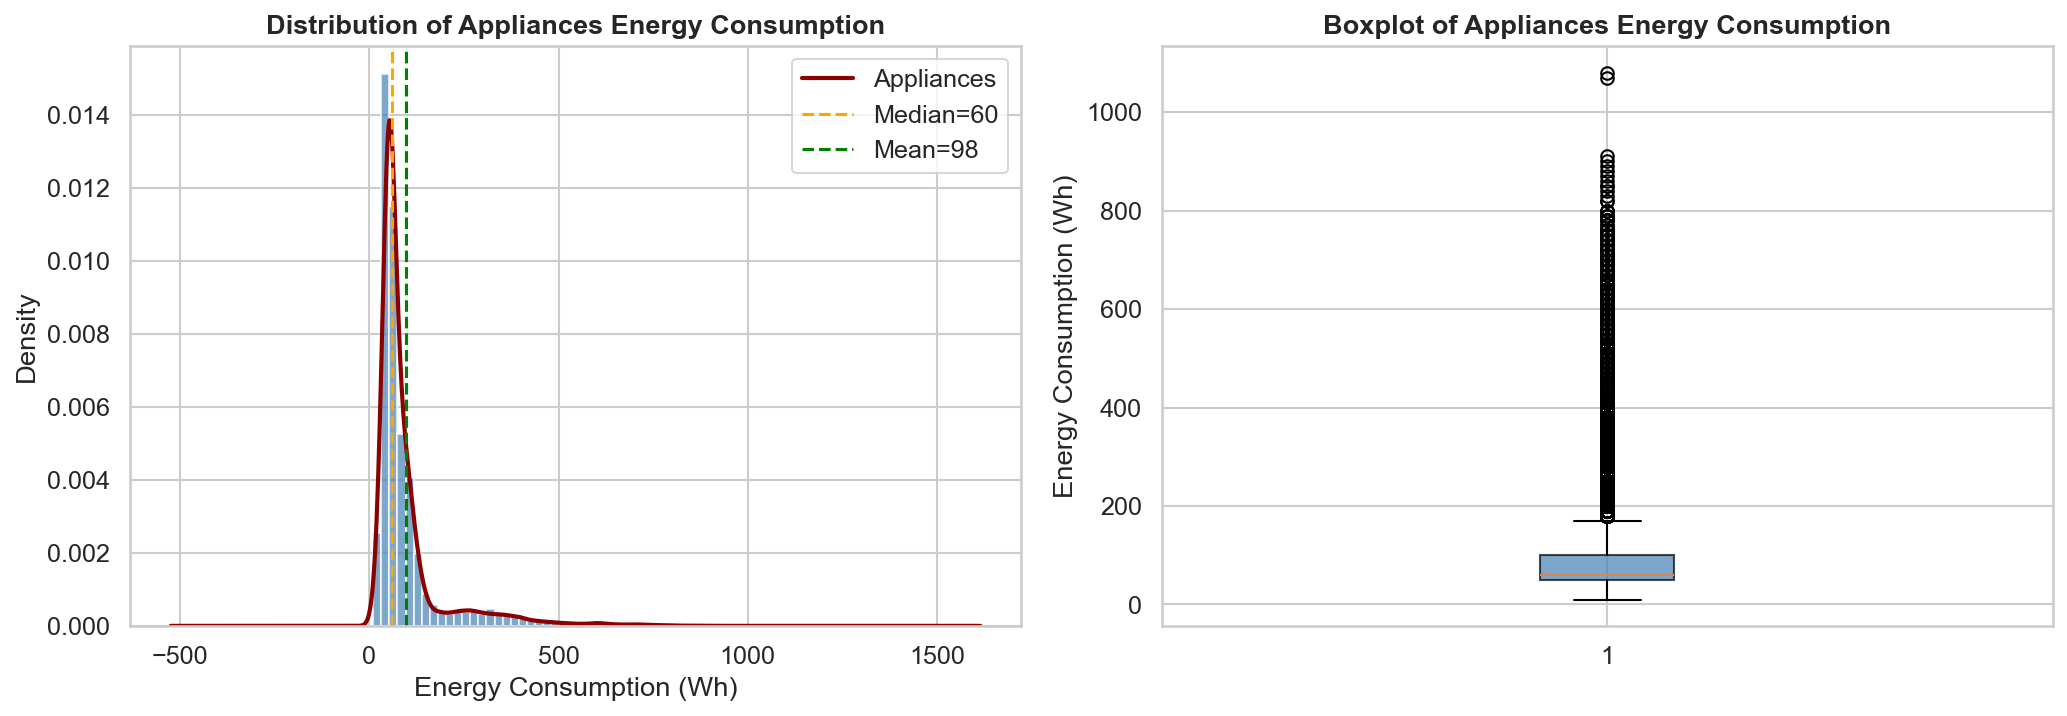 Distribution of Appliances Energy Consumption
Density
0.014
0.012
0.010
0.008
0.006
0.004
0.002
0.000
−500
0
500
1000
1500
Energy Consumption (Wh)
Appliances
Median=60
Mean=98
Boxplot of Appliances Energy Consumption
Energy Consumption (Wh)
1000
800
600
400
200
0
1